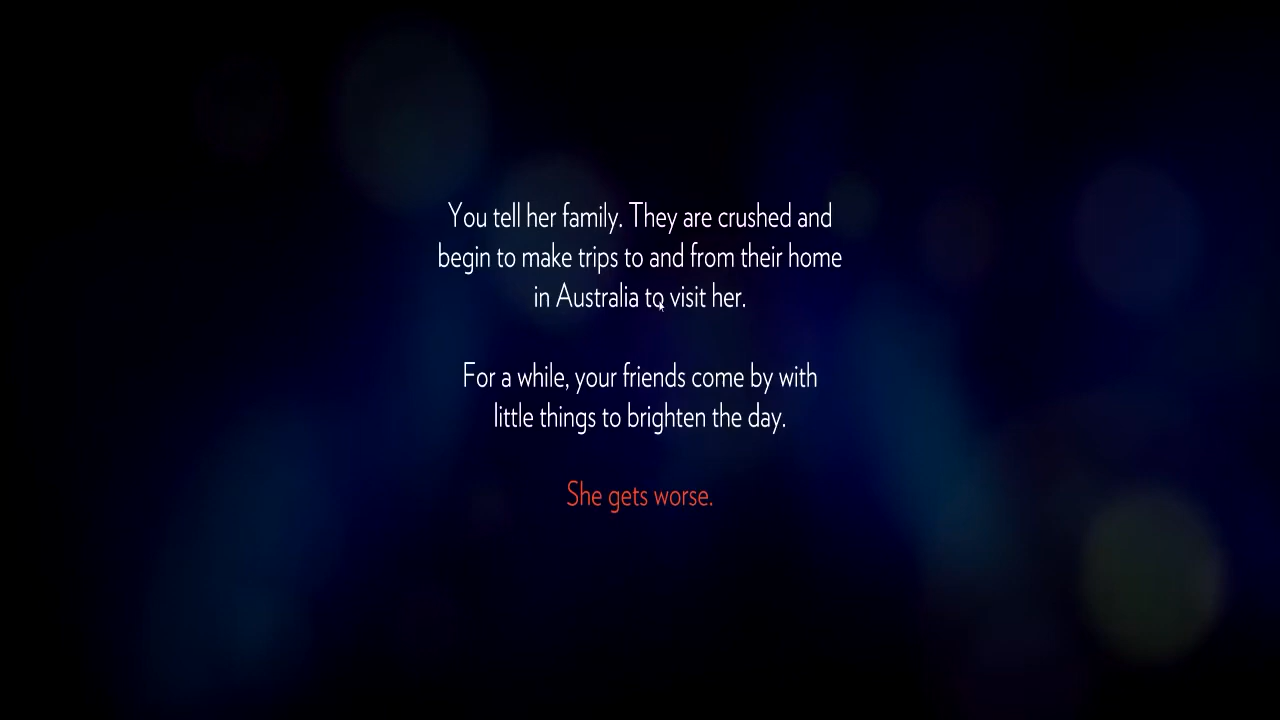 You tell her family. They are crushed and
begin to make trips to and from their home
in Australia to visit her.
For a while, your friends come by with
little things to brighten the day.
She gets worse.